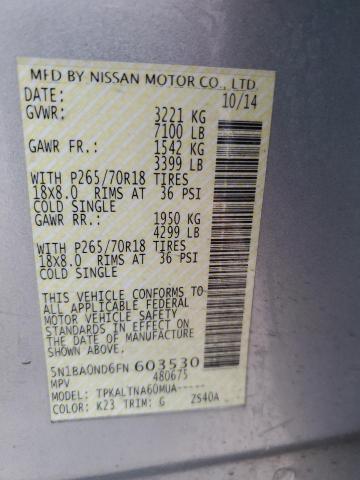 MFD BY NISSAN MOTOR CO., LTD.
DATE: 10/14
GVWR: 3221 KG
7100 LB
GAWR FR.: 1542 KG
3399 LB
WITH P265/70R18 TIRES
18X8.0 RIMS AT 36 PSI
COLD SINGLE
GAWR RR.: 1950 KG
4299 LB
WITH P265/70R18 TIRES
18X8.0 RIMS AT 36 PSI
COLD SINGLE
THIS VEHICLE CONFORMS TO
ALL APPLICABLE FEDERAL
MOTOR VEHICLE SAFETY
STANDARDS IN EFFECT ON
THE DATE OF MANUFACTURE
5N1BA0ND6FN 603530
MPV 480675
MODEL: TPKALTNA60MUA-----
COLOR: K23 TRIM: G ZS40A